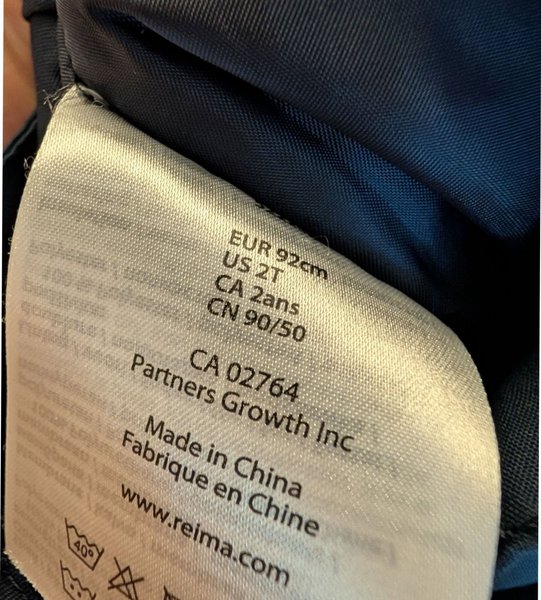 EUR 92cm
US 2T
CA 2ans
CN 90/50
CA 02764
Partners Growth Inc
Made in China
Fabrique en Chine
www.reima.com
40°